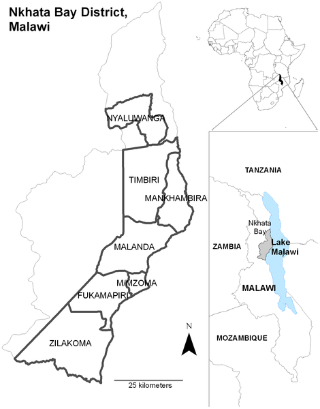 Nkhata Bay District,
Malawi
NYALUWANGA
TIMBIRI
MANKHAMBIRA
MALANDA
MIMZOMA
FUKAMAPIRI
ZILAKOMA
N
25 kilometers
TANZANIA
Nkhata
Bay
ZAMBIA
Lake
Malawi
MALAWI
MOZAMBIQUE